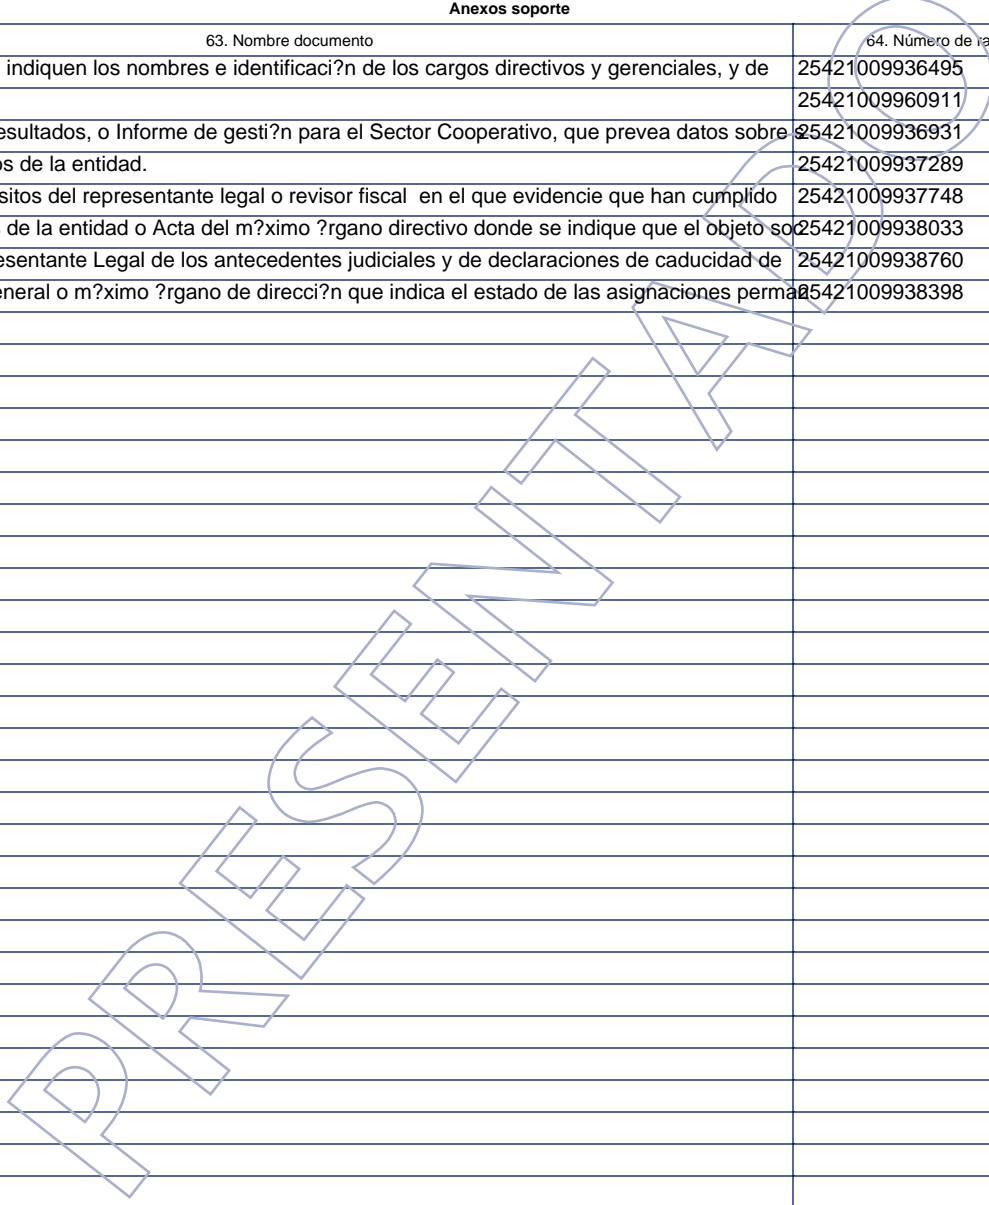 Anexos soporte
63. Nombre documento 64. Número de
indiquen los nombres e identificaci?n de los cargos directivos y gerenciales, y de 25421009936495
25421009960911
esultados, o Informe de gesti?n para el Sector Cooperativo, que prevea datos sobre 25421009936931
os de la entidad. 25421009937289
sitos del representante legal o revisor fiscal en el que evidencie que han cumplido 25421009937748
de la entidad o Acta del m?ximo ?rgano directivo donde se indique que el objeto soc 25421009938033
esentante Legal de los antecedentes judiciales y de declaraciones de caducidad de 25421009938760
eneral o m?ximo ?rgano de direcci?n que indica el estado de las asignaciones perman 25421009938398
PRESENTADO